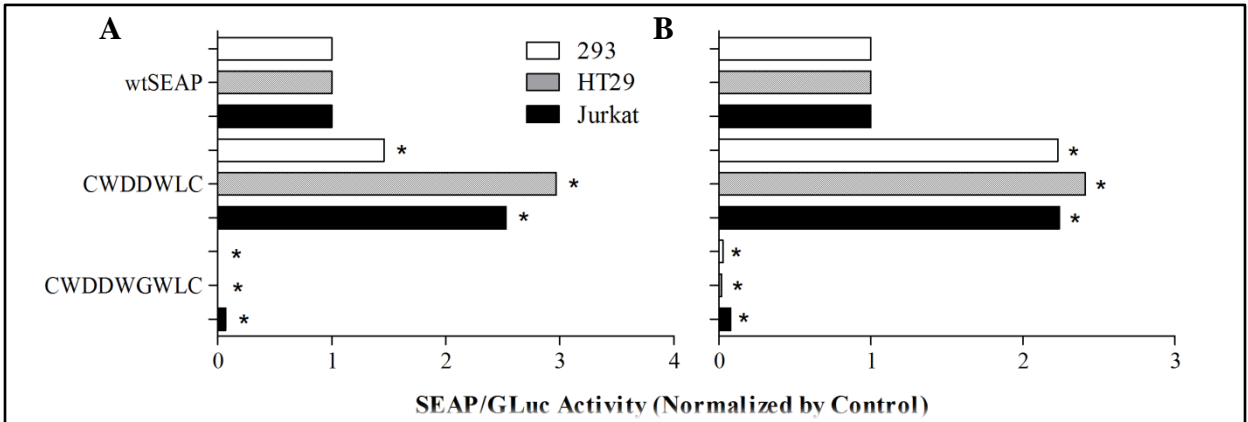 A
B
293
HT29
Jurkat
wtSEAP
*
*
CWDDWLC
*
*
*
*
*
*
CWDDWGWLC
*
*
*
*
0 1 2 3 4
0 1 2 3
SEAP/GLuc Activity (Normalized by Control)